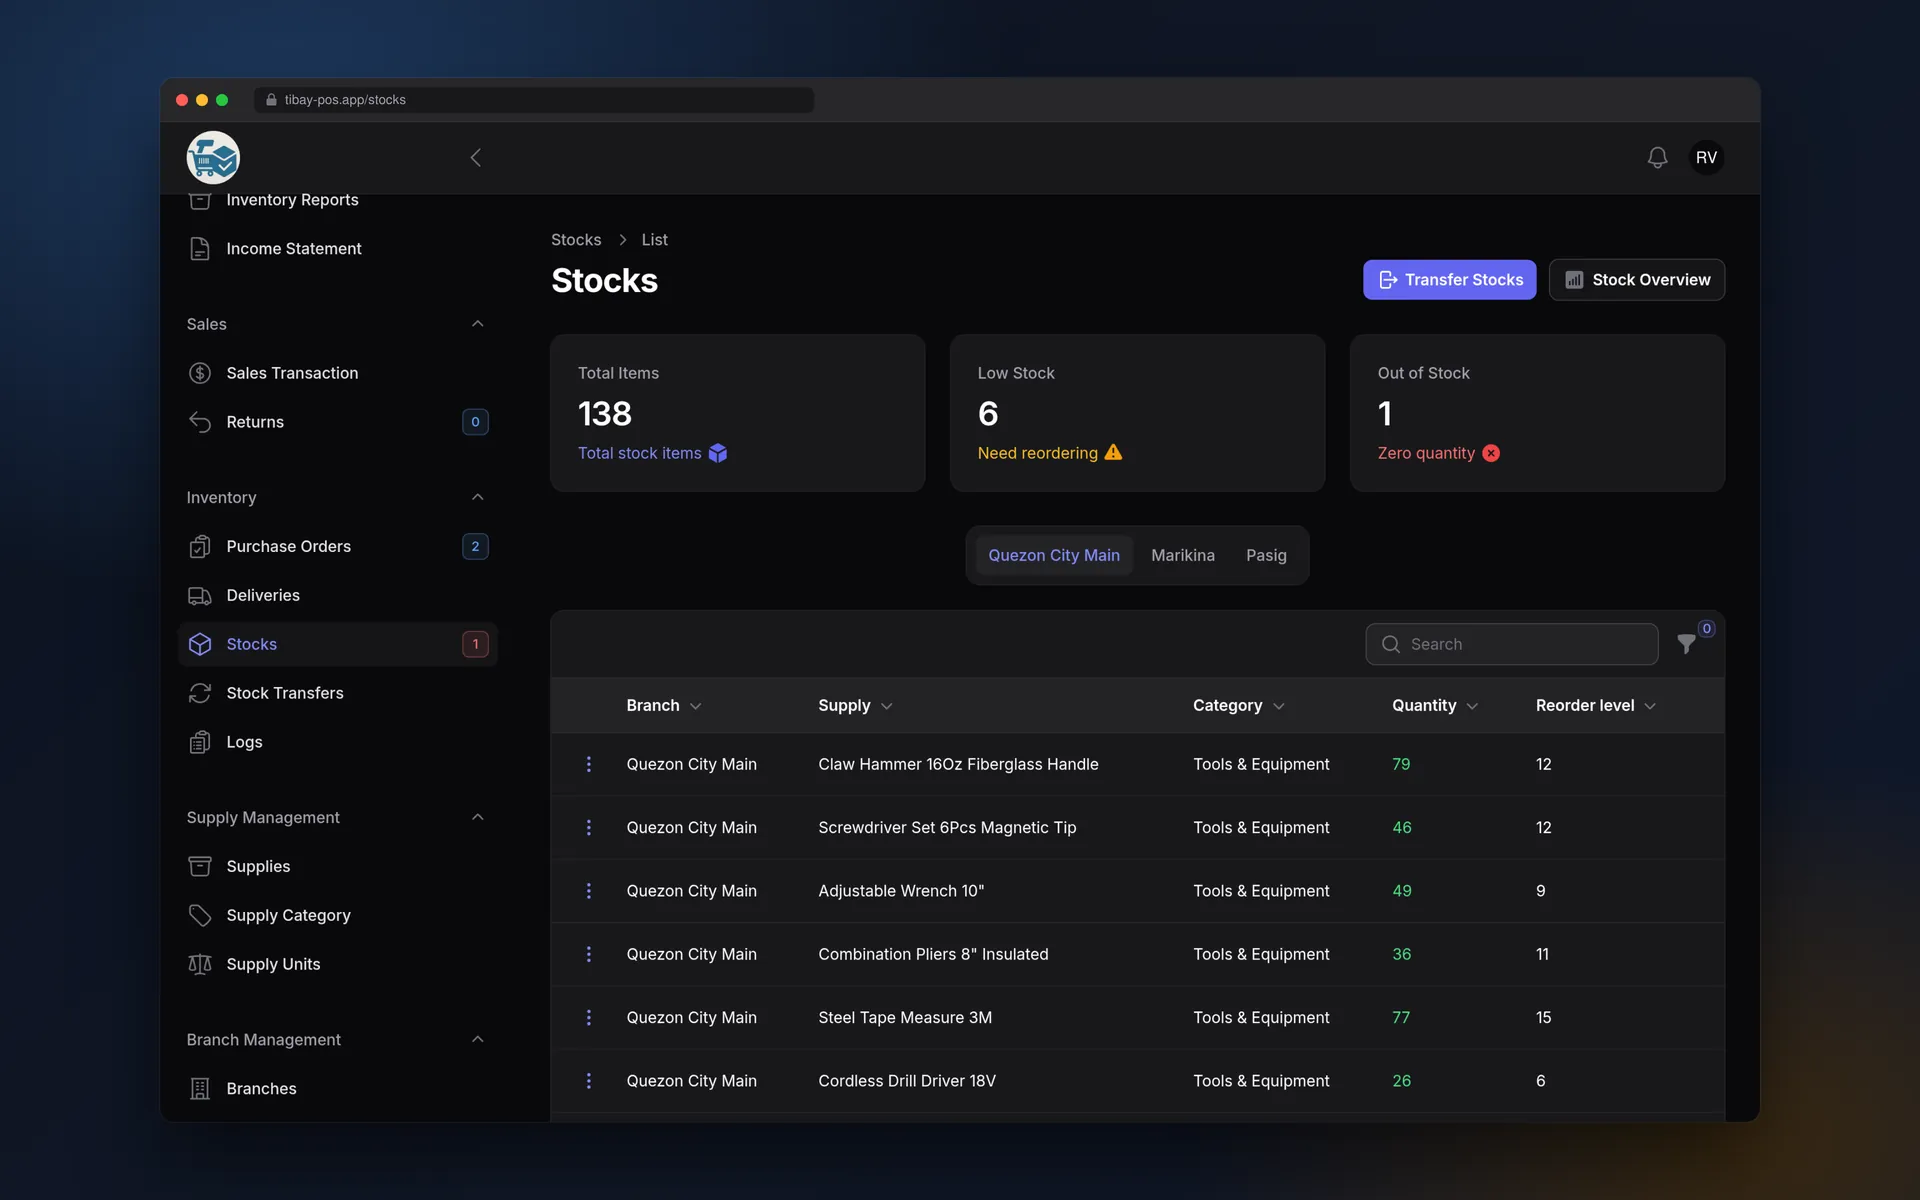 tibay-pos.app/stocks
RV
Inventory Reports
Income Statement
Sales
Sales Transaction
Returns 0
Inventory
Purchase Orders 2
Deliveries
Stocks 1
Stock Transfers
Logs
Supply Management
Supplies
Supply Category
Supply Units
Branch Management
Branches
Stocks > List
Stocks
Transfer Stocks
Stock Overview
Total Items
138
Total stock items
Low Stock
6
Need reordering
Out of Stock
1
Zero quantity
Quezon City Main Marikina Pasig
Search 0
Branch Supply Category Quantity Reorder level
Quezon City Main Claw Hammer 16Oz Fiberglass Handle Tools & Equipment 79 12
Quezon City Main Screwdriver Set 6Pcs Magnetic Tip Tools & Equipment 46 12
Quezon City Main Adjustable Wrench 10" Tools & Equipment 49 9
Quezon City Main Combination Pliers 8" Insulated Tools & Equipment 36 11
Quezon City Main Steel Tape Measure 3M Tools & Equipment 77 15
Quezon City Main Cordless Drill Driver 18V Tools & Equipment 26 6